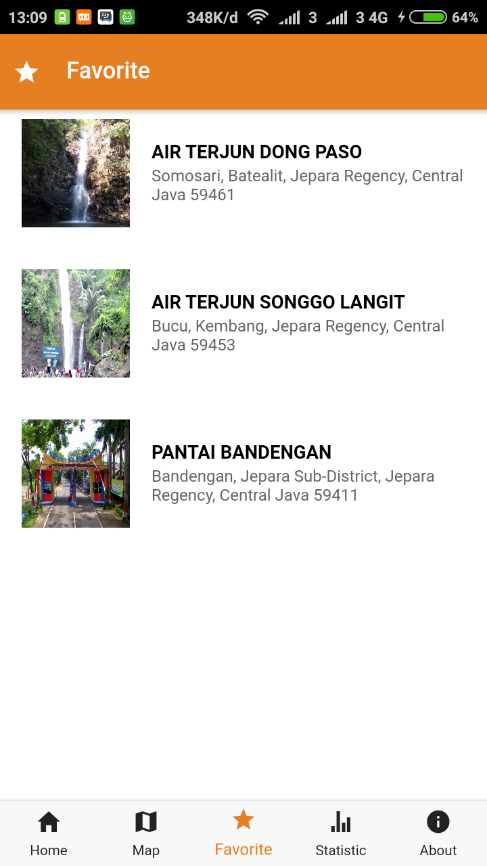 13:09 348K/d 3 3 4G 64%
Favorite
AIR TERJUN DONG PASO
Somosari, Batealit, Jepara Regency, Central
Java 59461
AIR TERJUN SONGGO LANGIT
Bucu, Kembang, Jepara Regency, Central
Java 59453
PANTAI BANDENGAN
Bandengan, Jepara Sub-District, Jepara
Regency, Central Java 59411
Home Map Favorite Statistic About